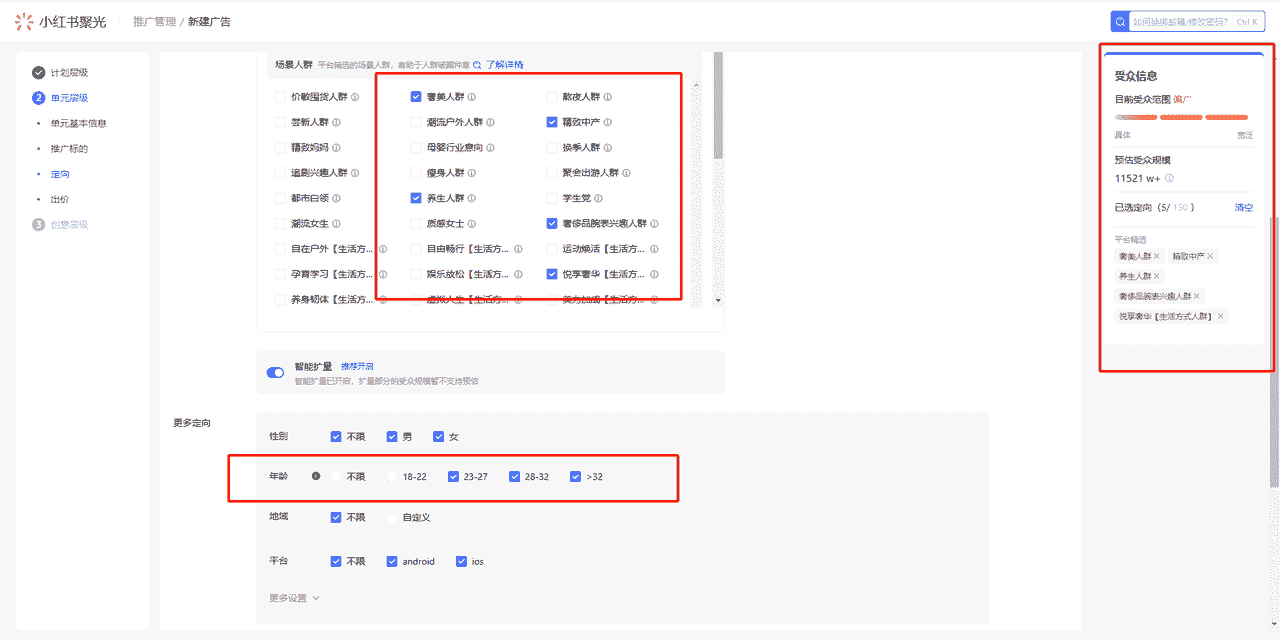 小红书聚光 推广管理 / 新建广告
如何换绑邮箱/修改密码? Ctrl K
计划层级
2 单元层级
单元基本信息
推广标的
定向
出价
3 创意层级
场景人群 平台精选的场景人群，有助于人群破圈种草 了解详情
价敏囤货人群 奢美人群 熬夜人群
尝新人群 潮流户外人群 精致中产
精致妈妈 母婴行业意向 换季人群
追剧兴趣人群 瘦身人群 聚会出游人群
都市白领 养生人群 学生党
潮流女生 质感女士 奢侈品腕表兴趣人群
自在户外【生活方... 自由畅行【生活方... 运动焕活【生活方...
孕育学习【生活方... 娱乐放松【生活方... 悦享奢华【生活方...
养身韧体【生活方... 虚拟人生【生活方... 美力加成【生活方...
智能扩量 推荐开启
智能扩量已开启，扩量部分的受众规模暂不支持预估
更多定向
性别 不限 男 女
年龄 不限 18-22 23-27 28-32 >32
地域 不限 自定义
平台 不限 android ios
更多设置
受众信息
目前受众范围 偏广
具体 宽泛
预估受众规模
11521 w+
已选定向（5/ 150 ） 清空
平台精选
奢美人群 × 精致中产 ×
养生人群 ×
奢侈品腕表兴趣人群 ×
悦享奢华【生活方式人群】 ×